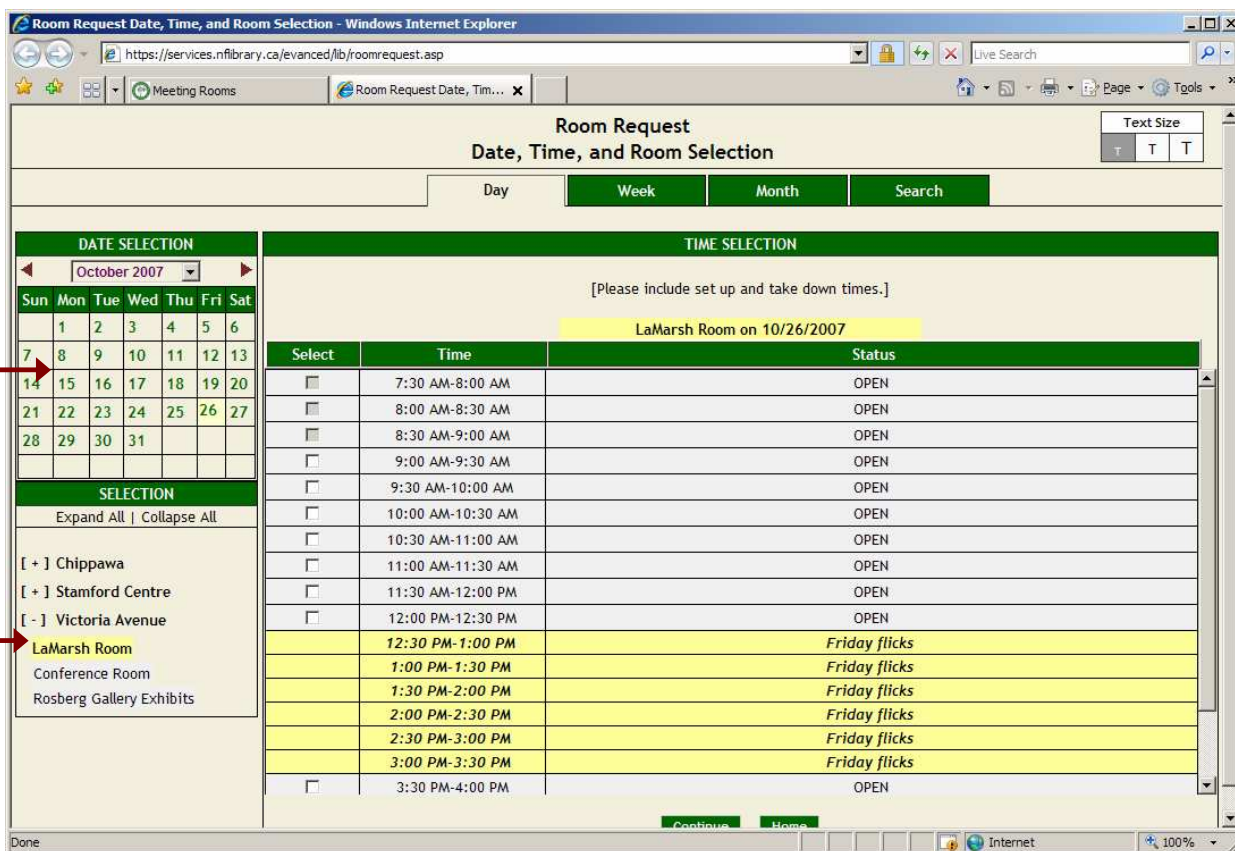 Room Request Date, Time, and Room Selection - Windows Internet Explorer
https://services.nflibrary.ca/evanced/lib/roomrequest.asp
Live Search
Meeting Rooms
Room Request Date, Tim...
Page
Tools
Room Request
Date, Time, and Room Selection
Text Size
T T T
Day Week Month Search
DATE SELECTION
October 2007
Sun Mon Tue Wed Thu Fri Sat
1 2 3 4 5 6
7 8 9 10 11 12 13
14 15 16 17 18 19 20
21 22 23 24 25 26 27
28 29 30 31
SELECTION
Expand All | Collapse All
[ + ] Chippawa
[ + ] Stamford Centre
[ - ] Victoria Avenue
LaMarsh Room
Conference Room
Rosberg Gallery Exhibits
TIME SELECTION
[Please include set up and take down times.]
LaMarsh Room on 10/26/2007
Select Time Status
7:30 AM-8:00 AM OPEN
8:00 AM-8:30 AM OPEN
8:30 AM-9:00 AM OPEN
9:00 AM-9:30 AM OPEN
9:30 AM-10:00 AM OPEN
10:00 AM-10:30 AM OPEN
10:30 AM-11:00 AM OPEN
11:00 AM-11:30 AM OPEN
11:30 AM-12:00 PM OPEN
12:00 PM-12:30 PM OPEN
12:30 PM-1:00 PM Friday flicks
1:00 PM-1:30 PM Friday flicks
1:30 PM-2:00 PM Friday flicks
2:00 PM-2:30 PM Friday flicks
2:30 PM-3:00 PM Friday flicks
3:00 PM-3:30 PM Friday flicks
3:30 PM-4:00 PM OPEN
Continue Home
Done
Internet
100%